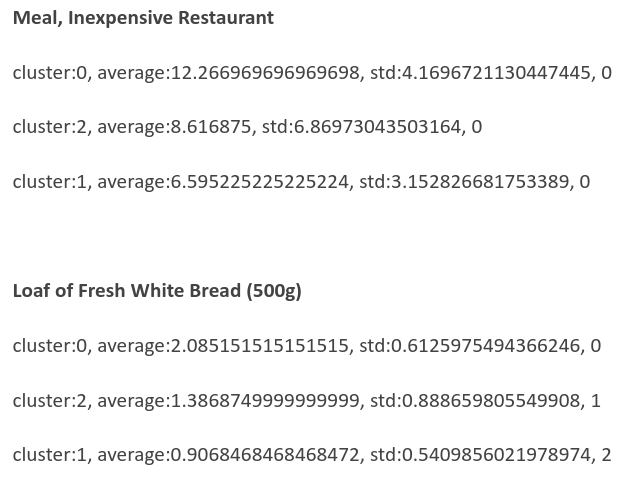 Meal, Inexpensive Restaurant
cluster:0, average:12.266969696969698, std:4.1696721130447445, 0
cluster:2, average:8.616875, std:6.86973043503164, 0
cluster:1, average:6.595225225225224, std:3.152826681753389, 0
Loaf of Fresh White Bread (500g)
cluster:0, average:2.085151515151515, std:0.6125975494366246, 0
cluster:2, average:1.3868749999999999, std:0.888659805549908, 1
cluster:1, average:0.9068468468468472, std:0.5409856021978974, 2